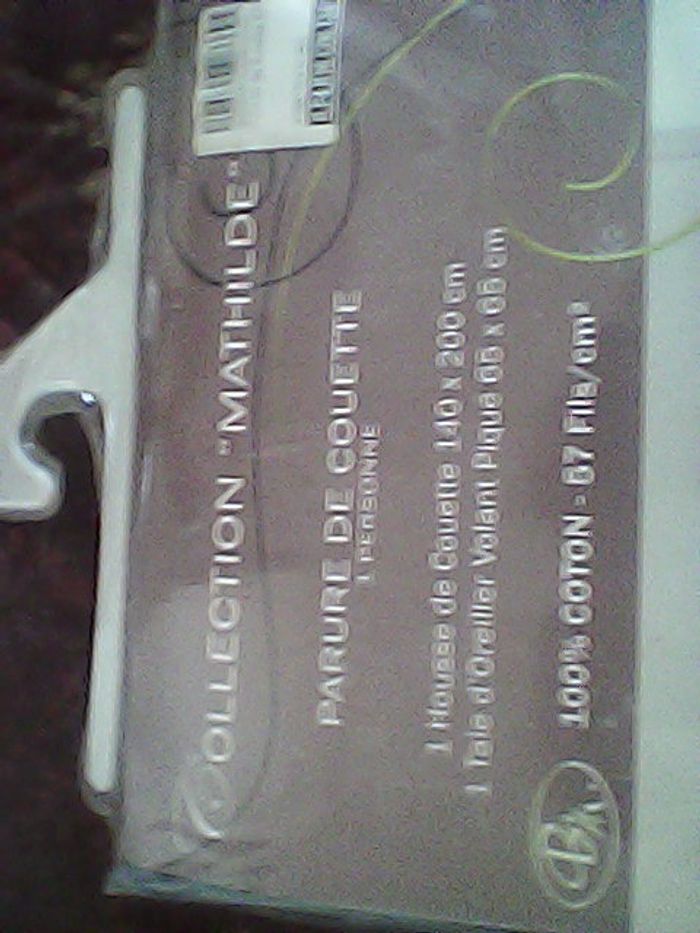 COLLECTION "MATHILDE"
PARURE DE COUETTE
1 PERSONNE
1 Housse de Couette 140 x 200 cm
1 Taie d'Oreiller Volant Piqué 65 x 65 cm
100% COTON - 57 Fils/cm²